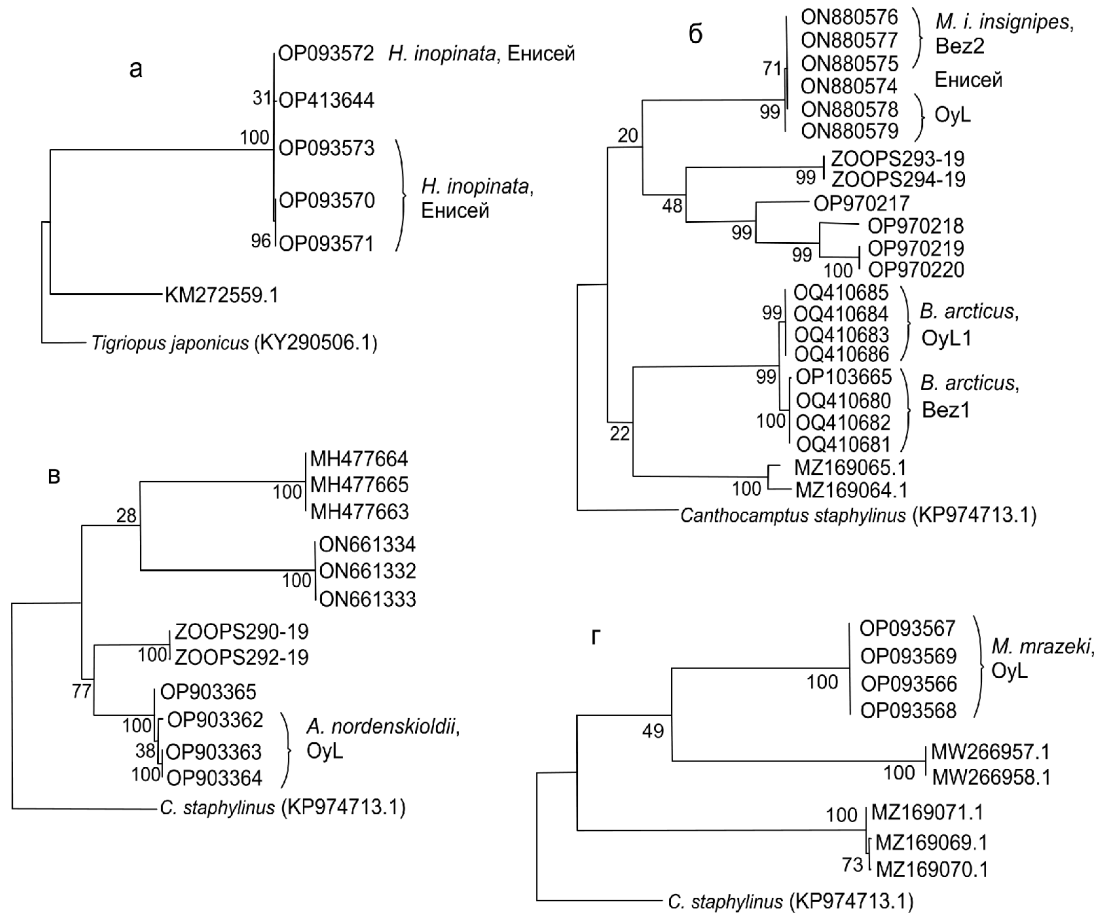 а
OP093572 H. inopinata, Енисей
31
OP413644
100
OP093573
OP093570
H. inopinata,
Енисей
96
OP093571
KM272559.1
Tigriopus japonicus (KY290506.1)
б
ON880576
ON880577
ON880575
M. i. insignipes,
Bez2
71
ON880574
Енисей
99
ON880578
ON880579
OyL
20
ZOOPS293-19
99
ZOOPS294-19
48
OP970217
99
OP970218
99
OP970219
100
OP970220
OQ410685
99
OQ410684
OQ410683
OQ410686
B. arcticus,
OyL1
99
OP103665
OQ410680
100
OQ410682
OQ410681
B. arcticus,
Bez1
22
MZ169065.1
100
MZ169064.1
Canthocamptus staphylinus (KP974713.1)
в
MH477664
100
MH477665
MH477663
28
ON661334
100
ON661332
ON661333
ZOOPS290-19
100
ZOOPS292-19
77
OP903365
100
OP903362
38
OP903363
100
OP903364
A. nordenskioldii,
OyL
C. staphylinus (KP974713.1)
г
OP093567
OP093569
100
OP093566
OP093568
M. mrazeki,
OyL
49
MW266957.1
100
MW266958.1
100
MZ169071.1
MZ169069.1
73
MZ169070.1
C. staphylinus (KP974713.1)